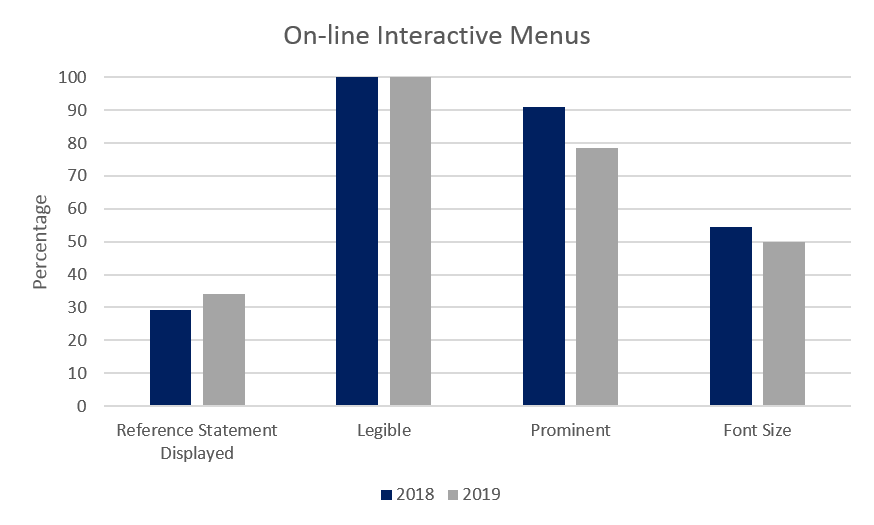 On-line Interactive Menus
Percentage
100
90
80
70
60
50
40
30
20
10
0
Reference Statement
Displayed
Legible
Prominent
Font Size
2018
2019